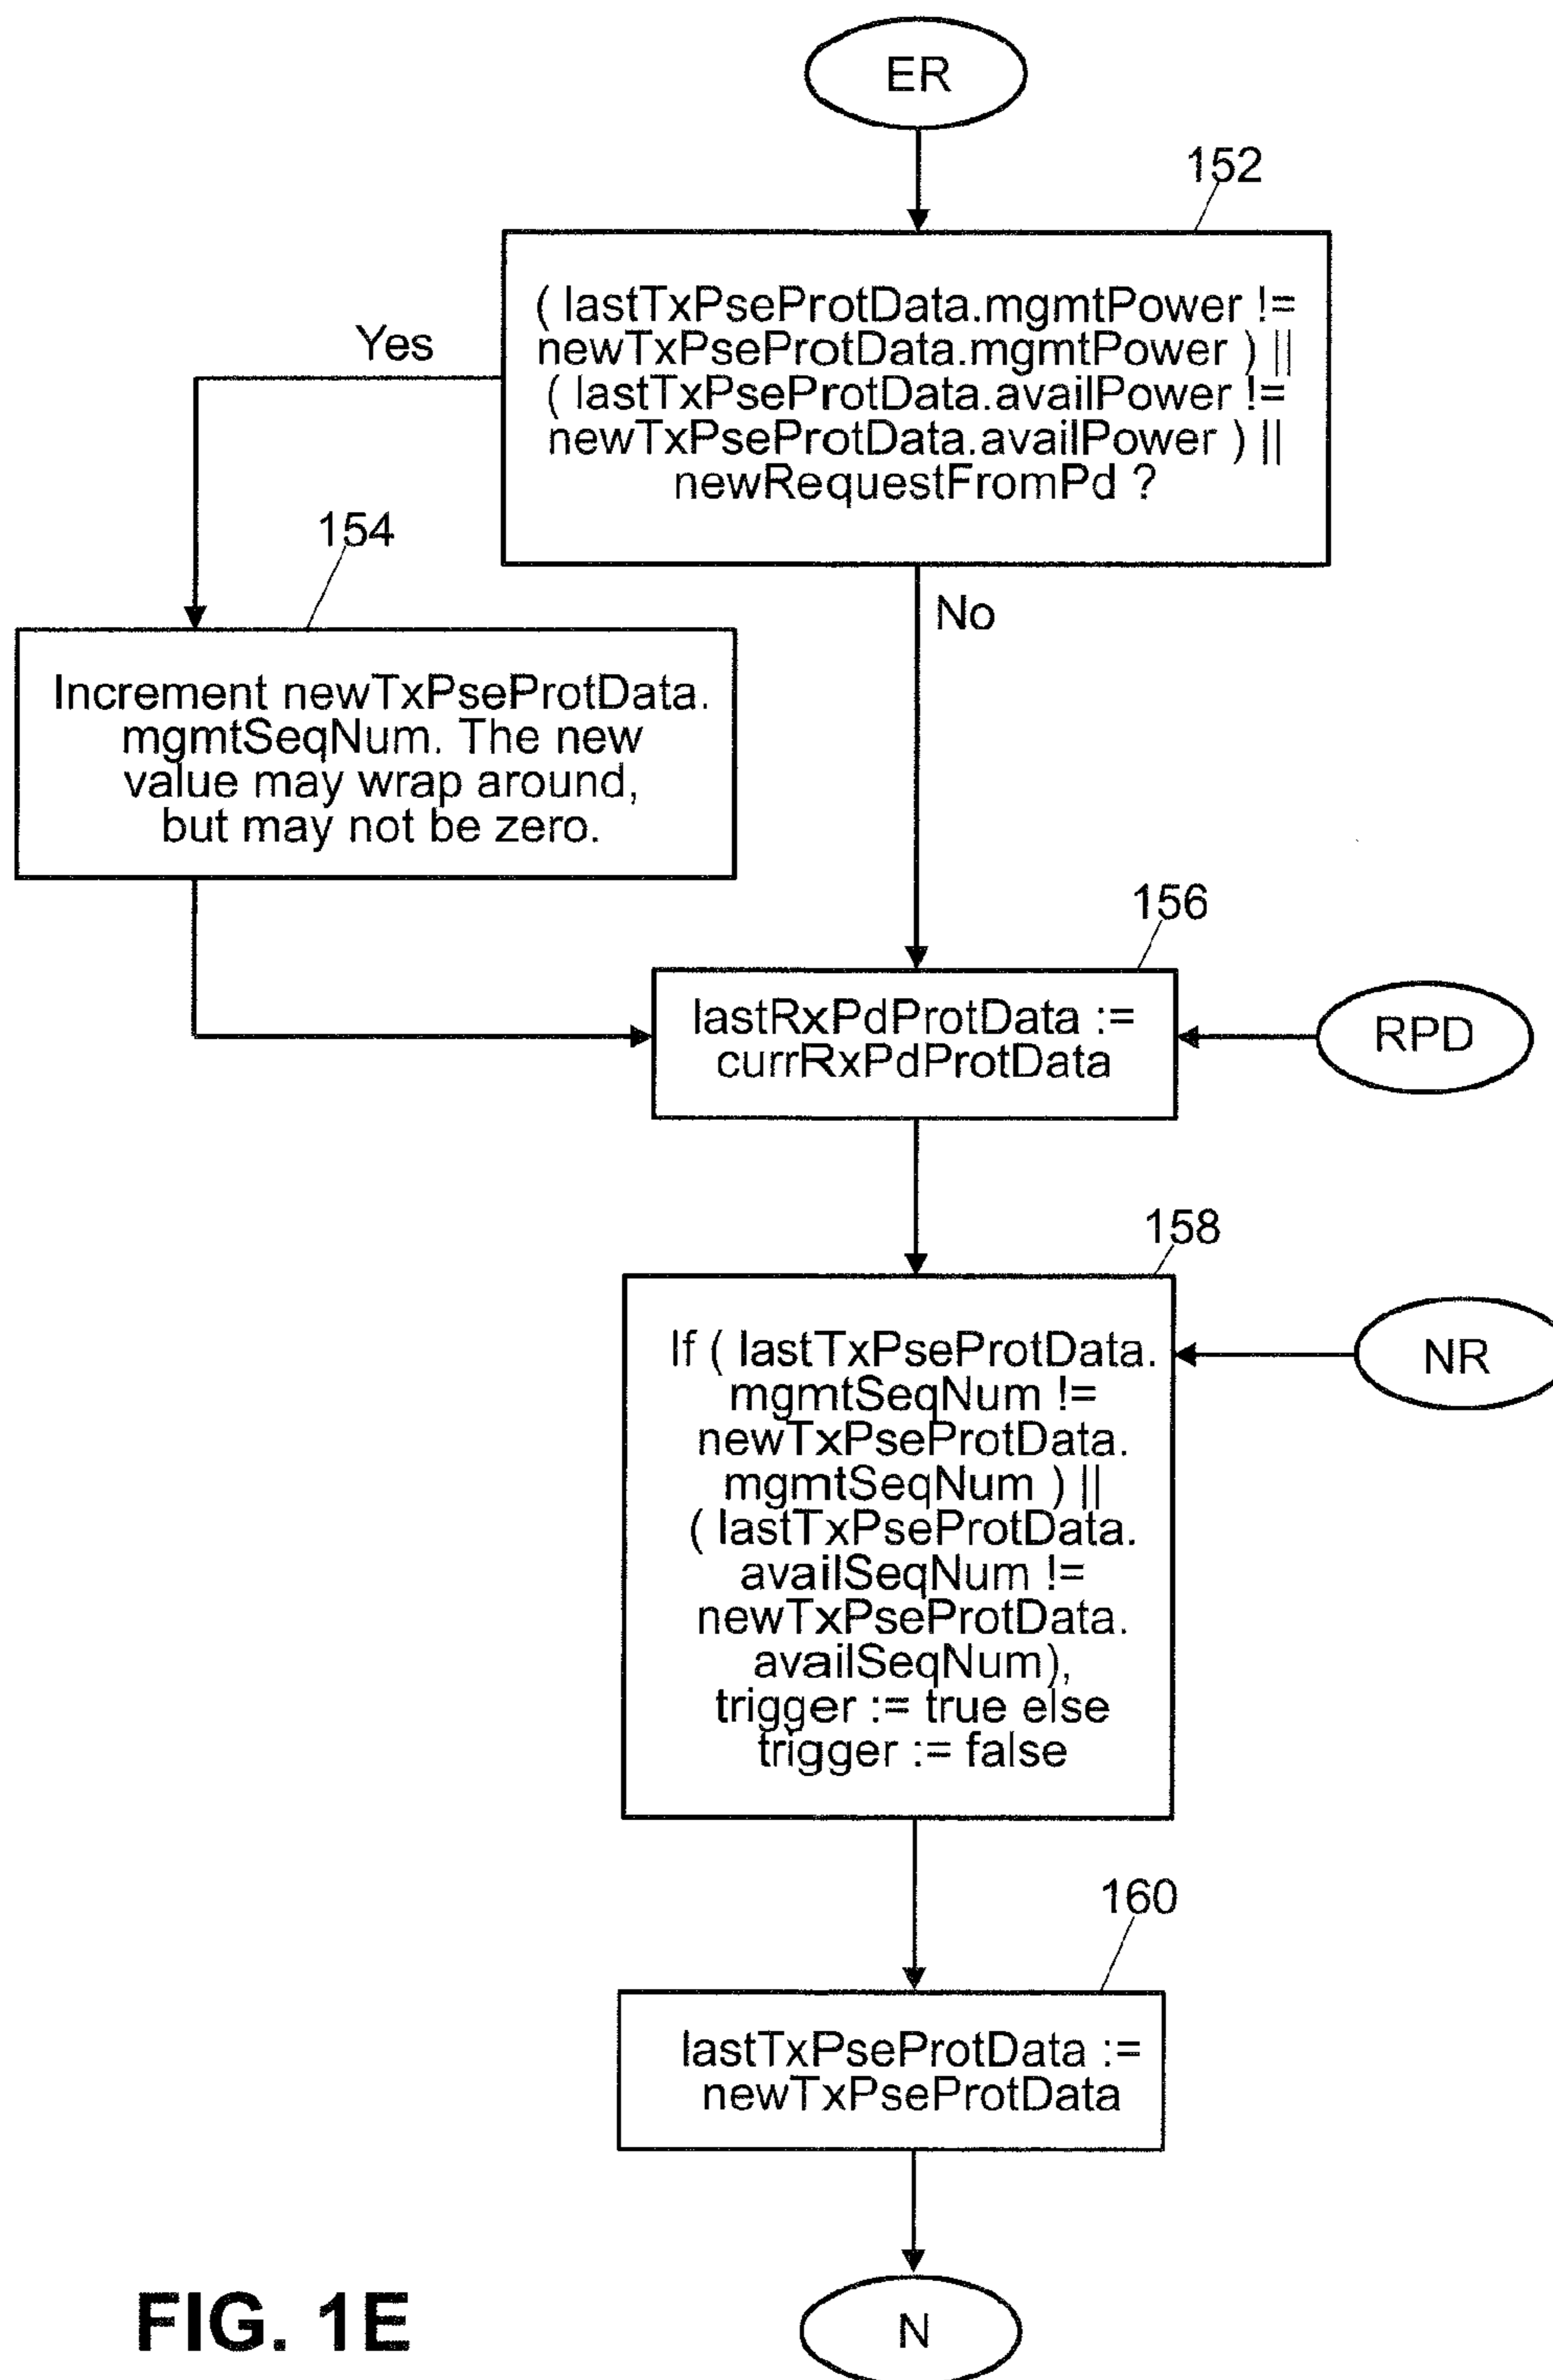 ER
152
( lastTxPseProtData.mgmtPower !=
newTxPseProtData.mgmtPower ) ||
( lastTxPseProtData.availPower !=
newTxPseProtData.availPower ) ||
newRequestFromPd ?
Yes
No
154
Increment newTxPseProtData.
mgmtSeqNum. The new
value may wrap around,
but may not be zero.
156
lastRxPdProtData :=
currRxPdProtData
RPD
158
If ( lastTxPseProtData.
mgmtSeqNum !=
newTxPseProtData.
mgmtSeqNum ) ||
( lastTxPseProtData.
availSeqNum !=
newTxPseProtData.
availSeqNum),
trigger := true else
trigger := false
NR
160
lastTxPseProtData :=
newTxPseProtData
N
FIG. 1E